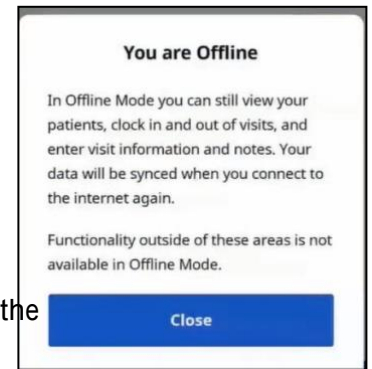 You are Offline
In Offline Mode you can still view your
patients, clock in and out of visits, and
enter visit information and notes. Your
data will be synced when you connect to
the internet again.
Functionality outside of these areas is not
available in Offline Mode.
the
Close